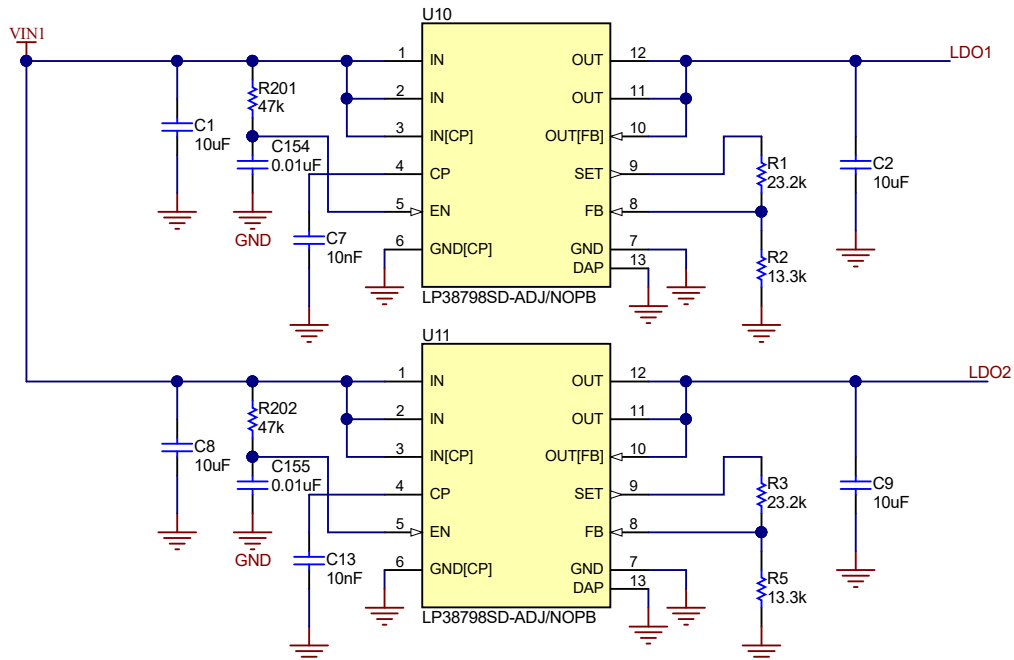 U10
VIN1
1 IN OUT 12 LDO1
R201
47k
2 IN OUT 11
C1
10uF
3 IN[CP] OUT[FB] 10
C154
0.01uF
4 CP SET 9
R1
23.2k
C2
10uF
5 EN FB 8
GND
C7
10nF
6 GND[CP] GND 7
DAP 13
R2
13.3k
LP38798SD-ADJ/NOPB
U11
1 IN OUT 12 LDO2
R202
47k
2 IN OUT 11
C8
10uF
3 IN[CP] OUT[FB] 10
C155
0.01uF
4 CP SET 9
R3
23.2k
C9
10uF
5 EN FB 8
GND
C13
10nF
6 GND[CP] GND 7
DAP 13
R5
13.3k
LP38798SD-ADJ/NOPB